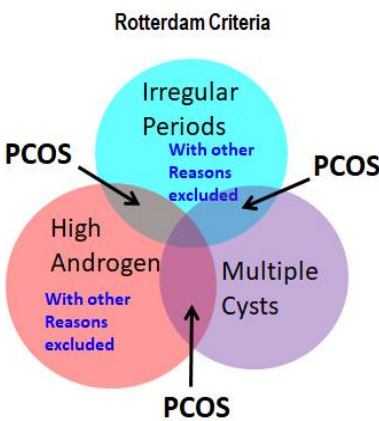 Rotterdam Criteria
Irregular
Periods
With other
Reasons
excluded
PCOS
PCOS
High
Androgen
With other
Reasons
excluded
Multiple
Cysts
PCOS